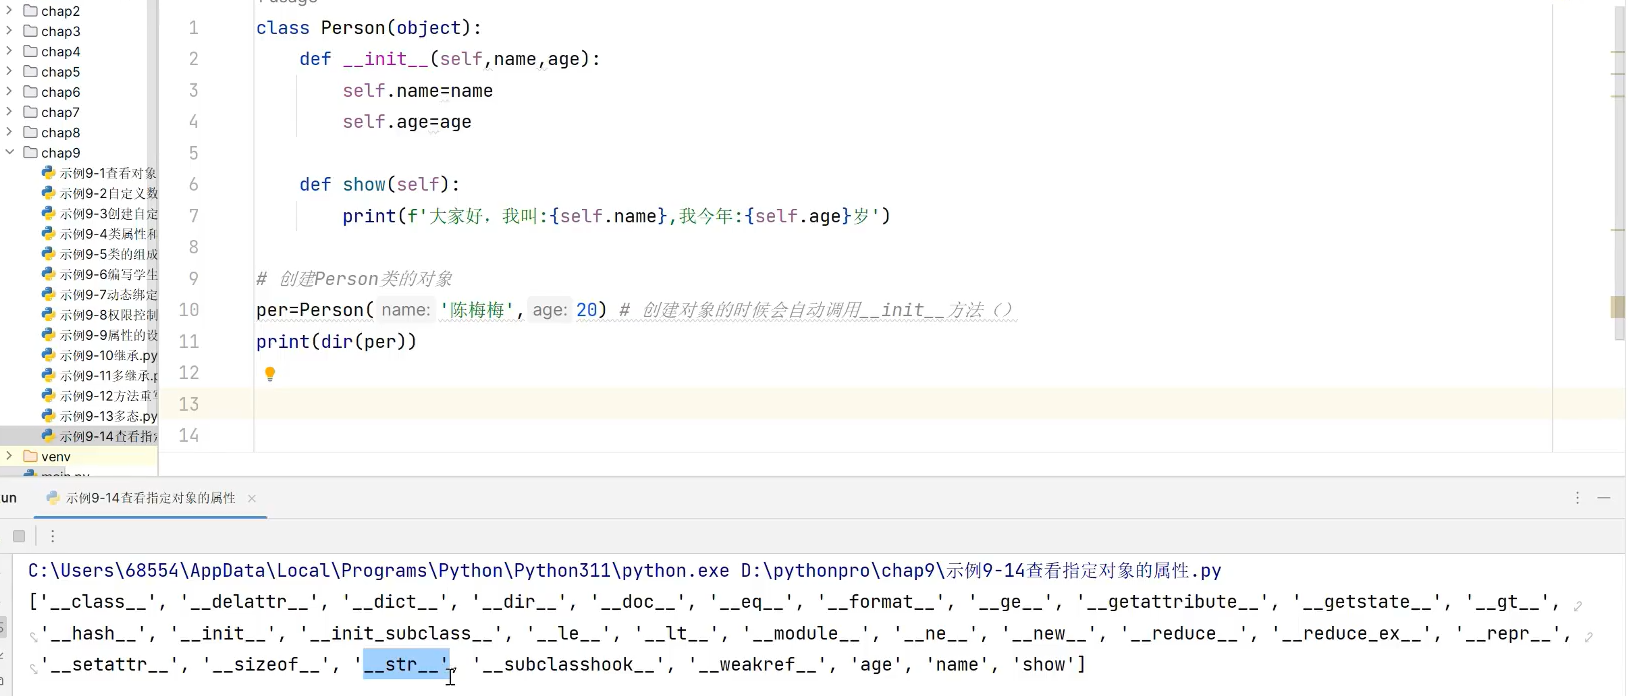 chap2
chap3
chap4
chap5
chap6
chap7
chap8
chap9
示例9-1查看对象
示例9-2自定义数
示例9-3创建自定
示例9-4类属性和
示例9-5类的组成
示例9-6编写学生
示例9-7动态绑定
示例9-8权限控制
示例9-9属性的设
示例9-10继承.py
示例9-11多继承.p
示例9-12方法重写
示例9-13多态.py
示例9-14查看指定
venv
1 class Person(object):
2 def __init__(self,name,age):
3 self.name=name
4 self.age=age
5
6 def show(self):
7 print(f'大家好，我叫:{self.name},我今年:{self.age}岁')
8
9 # 创建Person类的对象
10 per=Person( name: '陈梅梅', age: 20) # 创建对象的时候会自动调用__init__方法（）
11 print(dir(per))
12
13
14
un 示例9-14查看指定对象的属性
C:\Users\68554\AppData\Local\Programs\Python\Python311\python.exe D:\pythonpro\chap9\示例9-14查看指定对象的属性.py
['__class__', '__delattr__', '__dict__', '__dir__', '__doc__', '__eq__', '__format__', '__ge__', '__getattribute__', '__getstate__', '__gt__',
'__hash__', '__init__', '__init_subclass__', '__le__', '__lt__', '__module__', '__ne__', '__new__', '__reduce__', '__reduce_ex__', '__repr__',
'__setattr__', '__sizeof__', '__str__', '__subclasshook__', '__weakref__', 'age', 'name', 'show']